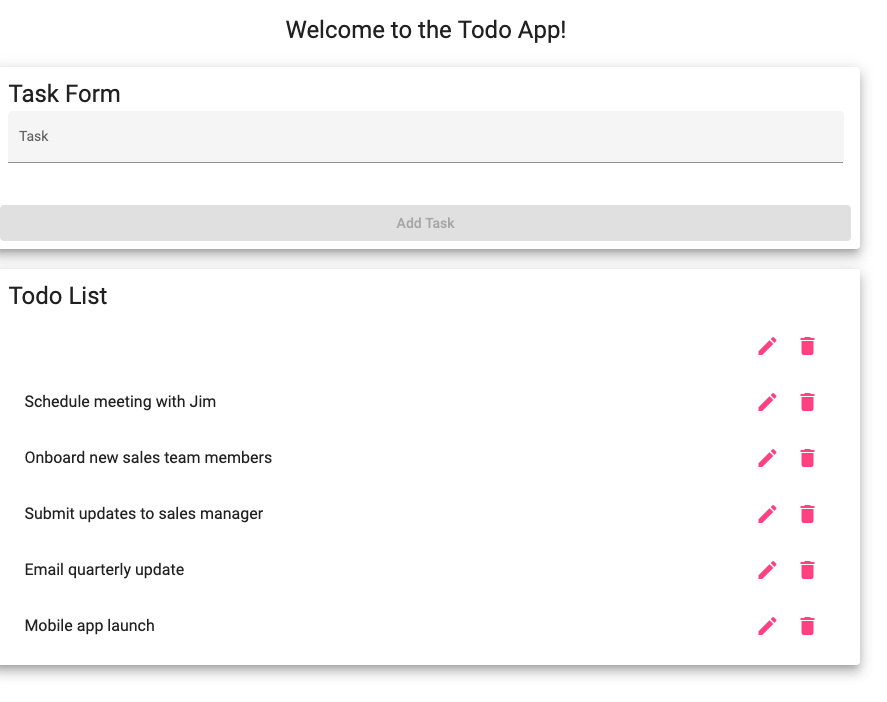 Welcome to the Todo App!
Task Form
Task
Add Task
Todo List
Schedule meeting with Jim
Onboard new sales team members
Submit updates to sales manager
Email quarterly update
Mobile app launch